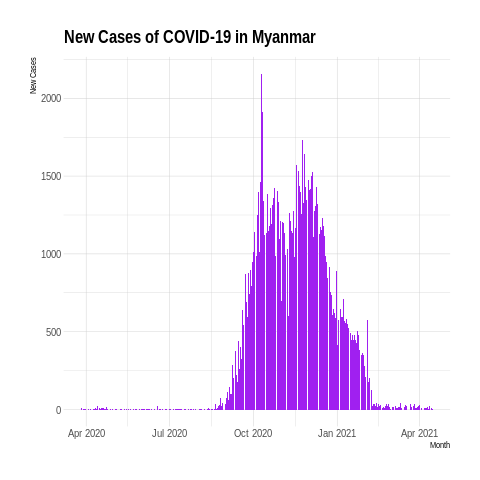 New Cases of COVID-19 in Myanmar
New Cases
2000
1500
1000
500
0
Apr 2020 Jul 2020 Oct 2020 Jan 2021 Apr 2021
Month